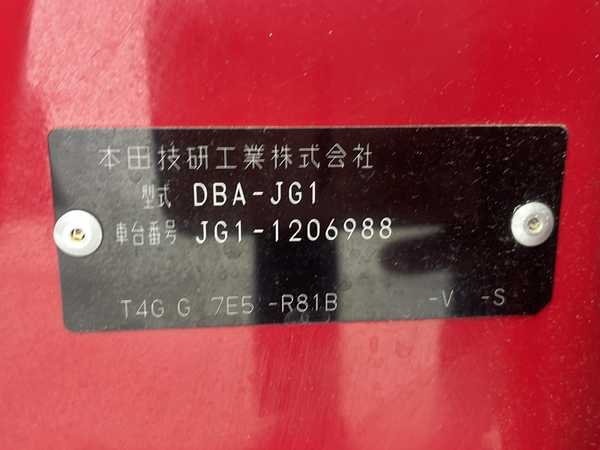 本田技研工業株式会社
型式 DBA-JG1
車台番号 JG1-1206988
T4G G 7E5 -R81B -V -S